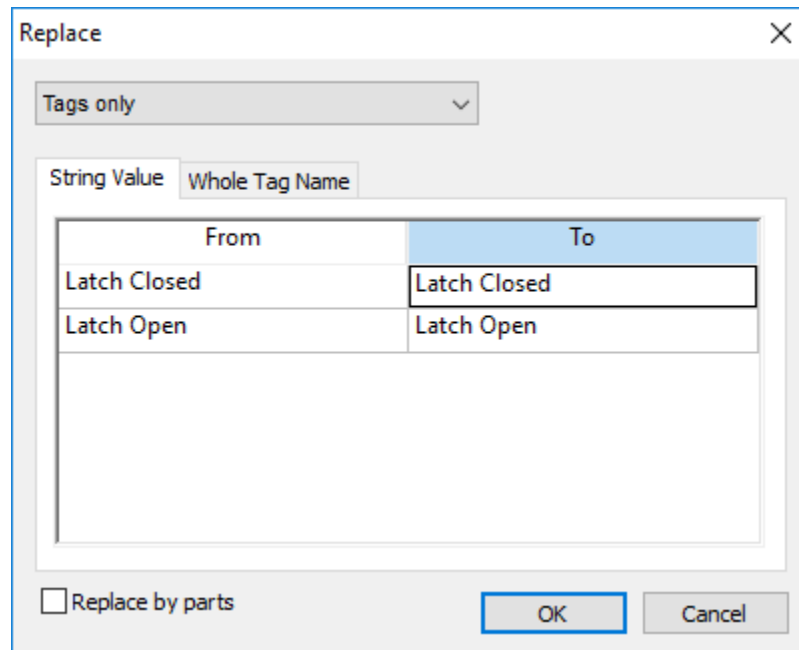 Replace
Tags only
String Value Whole Tag Name
From To
Latch Closed Latch Closed
Latch Open Latch Open
Replace by parts
OK Cancel